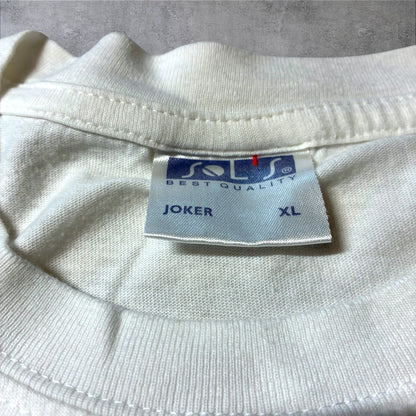 SOL'S®
BEST QUALITY
JOKER XL